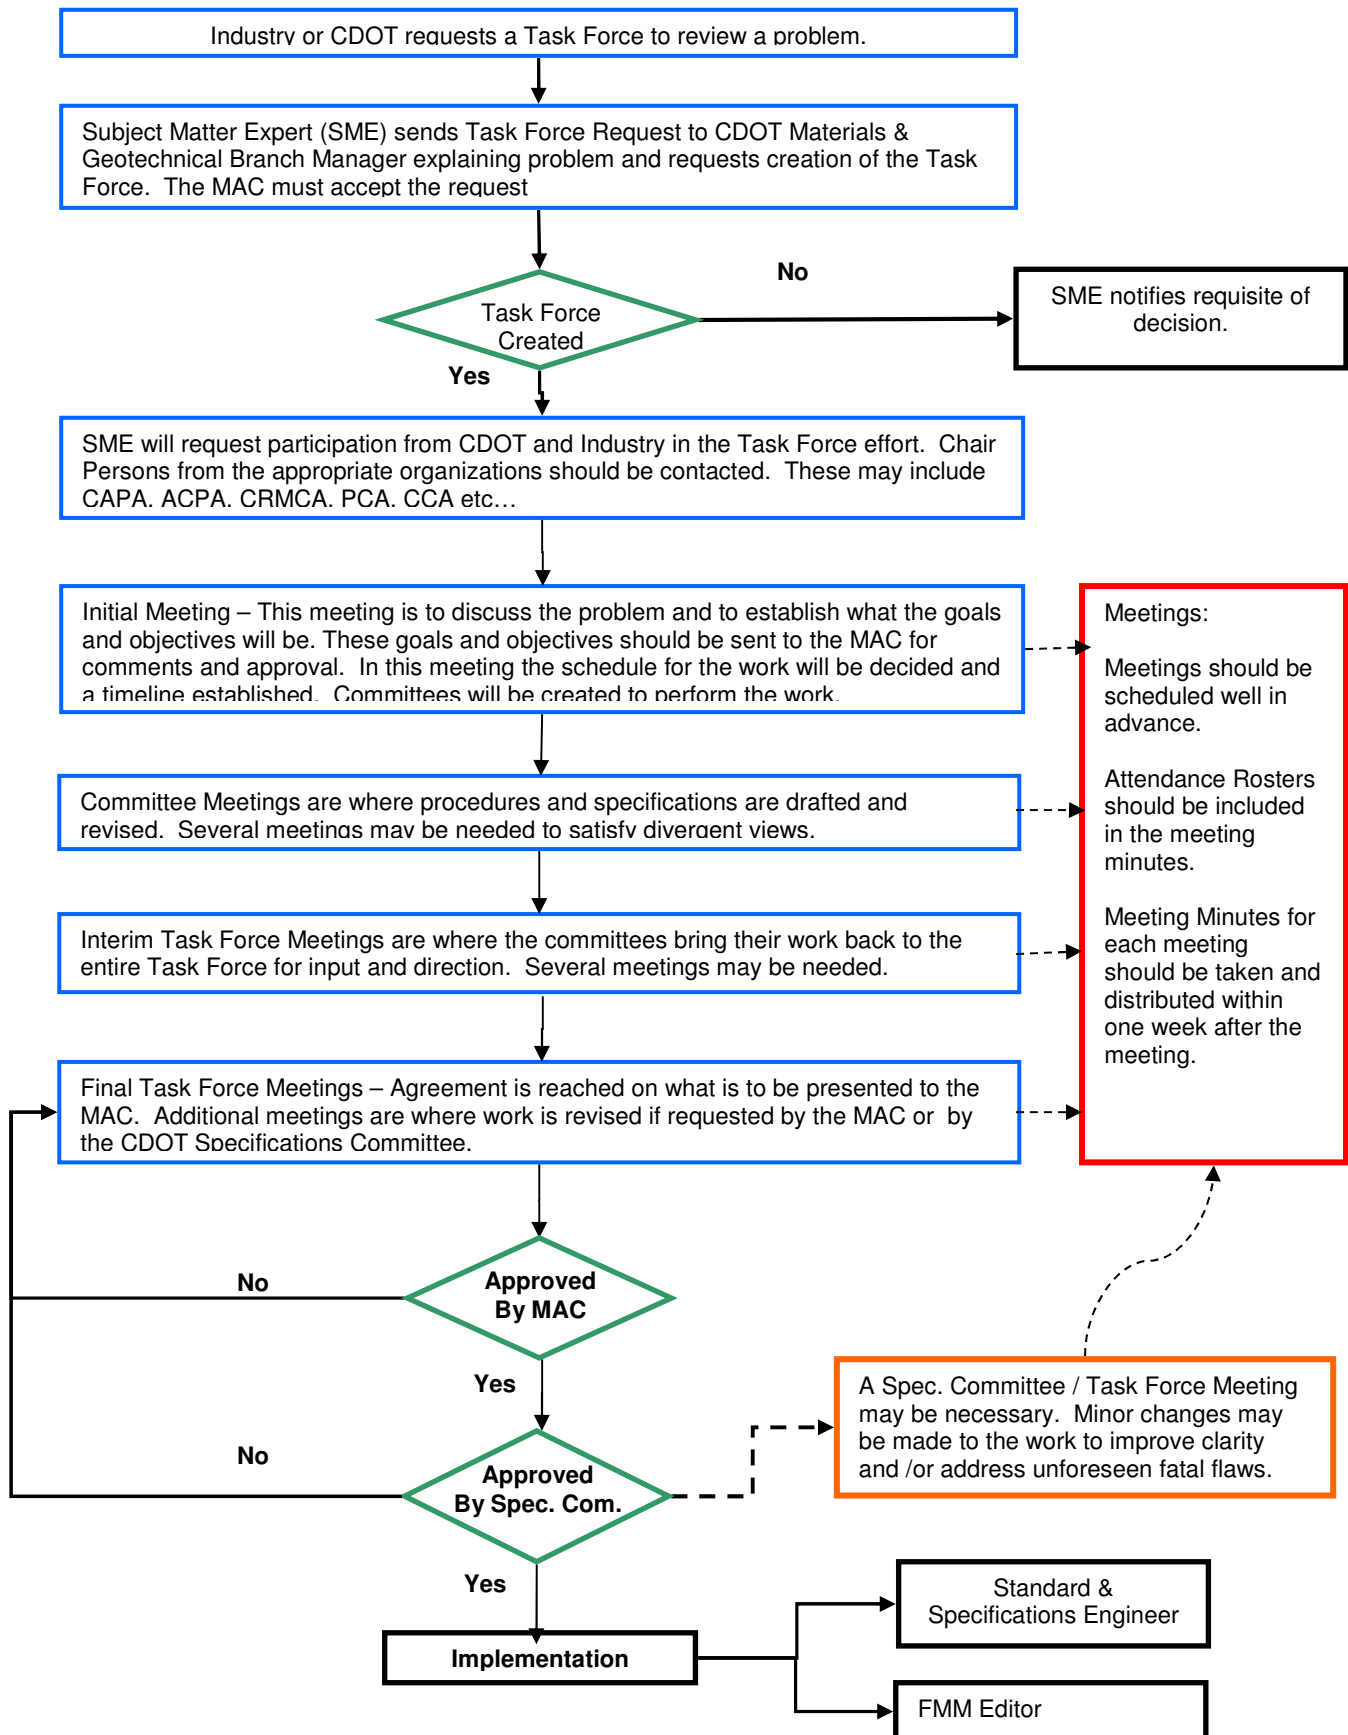 Industry or CDOT requests a Task Force to review a problem.
Subject Matter Expert (SME) sends Task Force Request to CDOT Materials &
Geotechnical Branch Manager explaining problem and requests creation of the Task
Force.  The MAC must accept the request
No
SME notifies requisite of
decision.
Task Force
Created
Yes
SME will request participation from CDOT and Industry in the Task Force effort.  Chair
Persons from the appropriate organizations should be contacted.  These may include
CAPA, ACPA, CRMCA, PCA, CCA etc…
Initial Meeting – This meeting is to discuss the problem and to establish what the goals
and objectives will be. These goals and objectives should be sent to the MAC for
comments and approval.  In this meeting the schedule for the work will be decided and
a timeline established.  Committees will be created to perform the work.
Meetings:
Meetings should be
scheduled well in
advance.
Attendance Rosters
should be included
in the meeting
minutes.
Meeting Minutes for
each meeting
should be taken and
distributed within
one week after the
meeting.
Committee Meetings are where procedures and specifications are drafted and
revised.  Several meetings may be needed to satisfy divergent views.
Interim Task Force Meetings are where the committees bring their work back to the
entire Task Force for input and direction.  Several meetings may be needed.
Final Task Force Meetings – Agreement is reached on what is to be presented to the
MAC.  Additional meetings are where work is revised if requested by the MAC or  by
the CDOT Specifications Committee.
No
Approved
By MAC
Yes
A Spec. Committee / Task Force Meeting
may be necessary.  Minor changes may
be made to the work to improve clarity
and /or address unforeseen fatal flaws.
No
Approved
By Spec. Com.
Yes
Standard &
Specifications Engineer
Implementation
FMM Editor